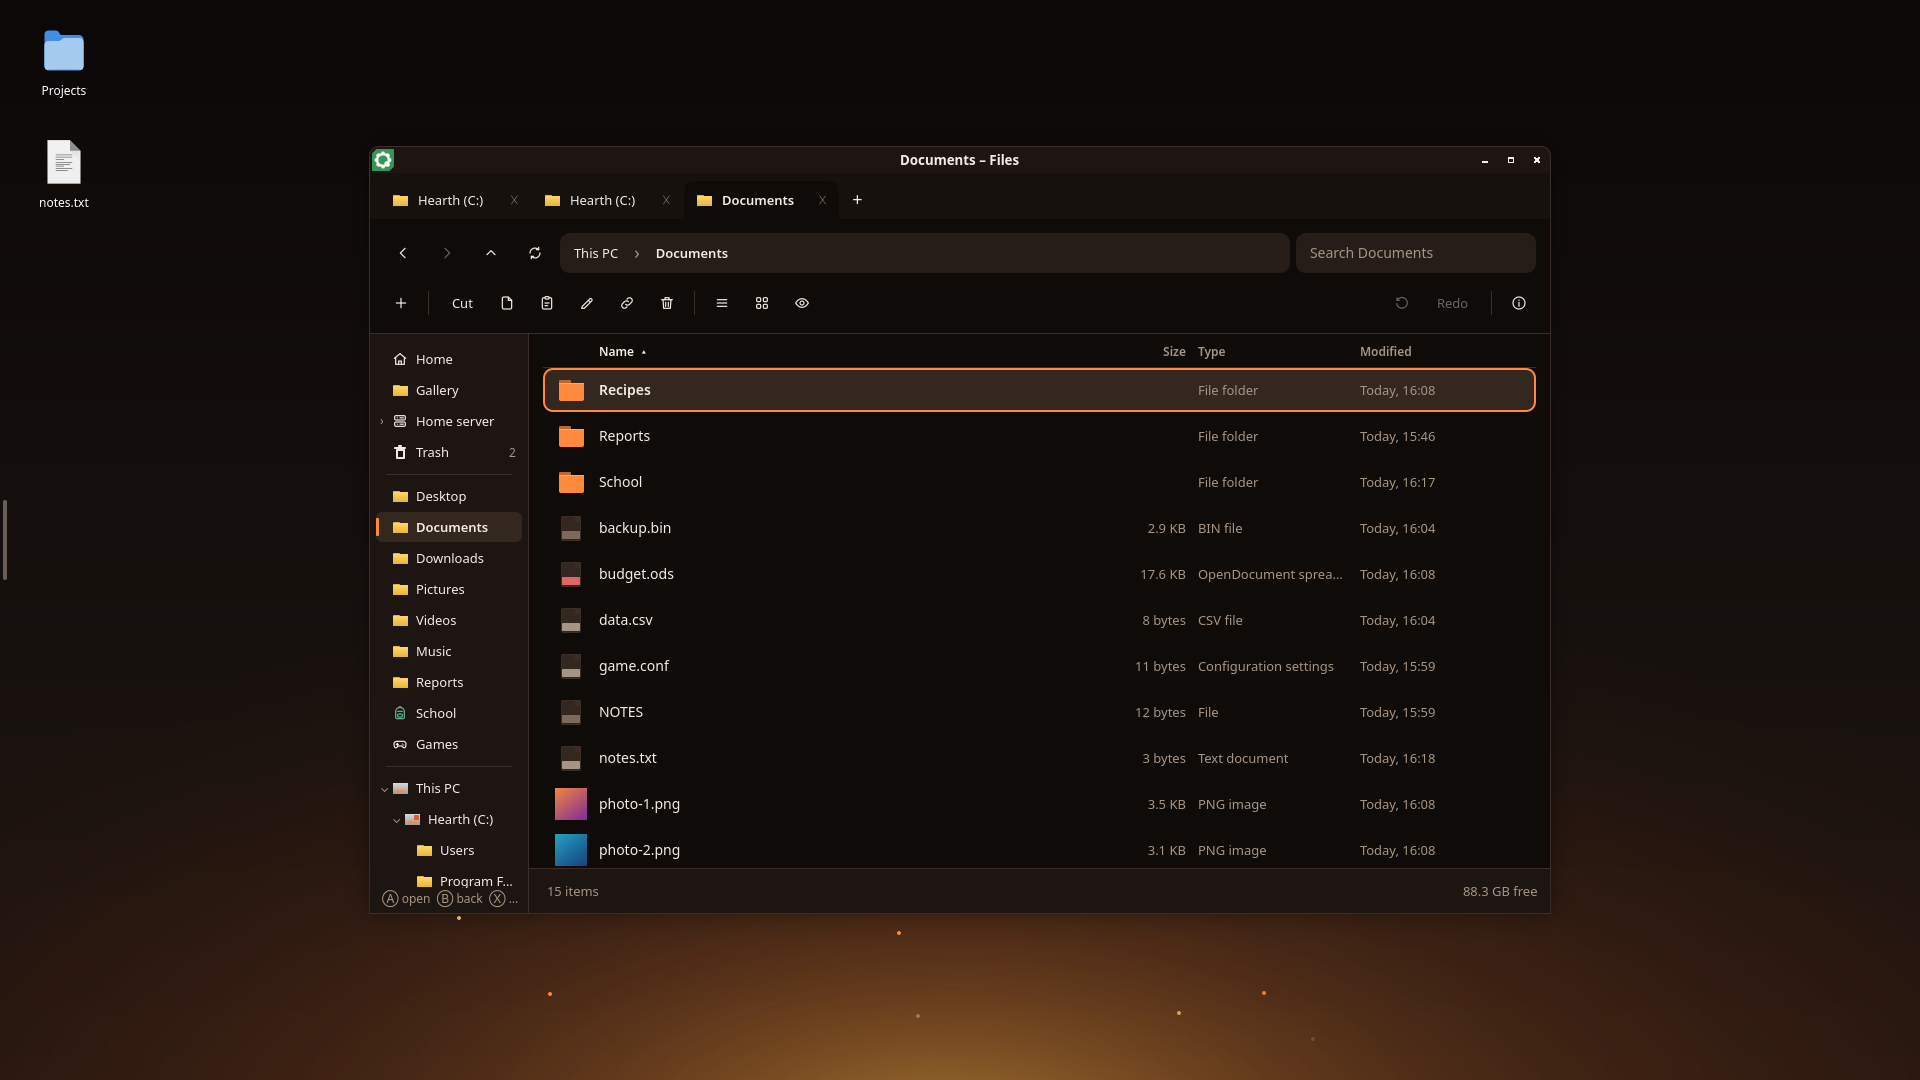 Projects
notes.txt
Documents – Files
Hearth (C:) X Hearth (C:) X Documents X +
This PC › Documents
Search Documents
Cut
Redo
Home
Gallery
Home server
Trash 2
Desktop
Documents
Downloads
Pictures
Videos
Music
Reports
School
Games
This PC
Hearth (C:)
Users
Program F...
A open B back X ...
Name Size Type Modified
Recipes File folder Today, 16:08
Reports File folder Today, 15:46
School File folder Today, 16:17
backup.bin 2.9 KB BIN file Today, 16:04
budget.ods 17.6 KB OpenDocument sprea... Today, 16:08
data.csv 8 bytes CSV file Today, 16:04
game.conf 11 bytes Configuration settings Today, 15:59
NOTES 12 bytes File Today, 15:59
notes.txt 3 bytes Text document Today, 16:18
photo-1.png 3.5 KB PNG image Today, 16:08
photo-2.png 3.1 KB PNG image Today, 16:08
15 items 88.3 GB free